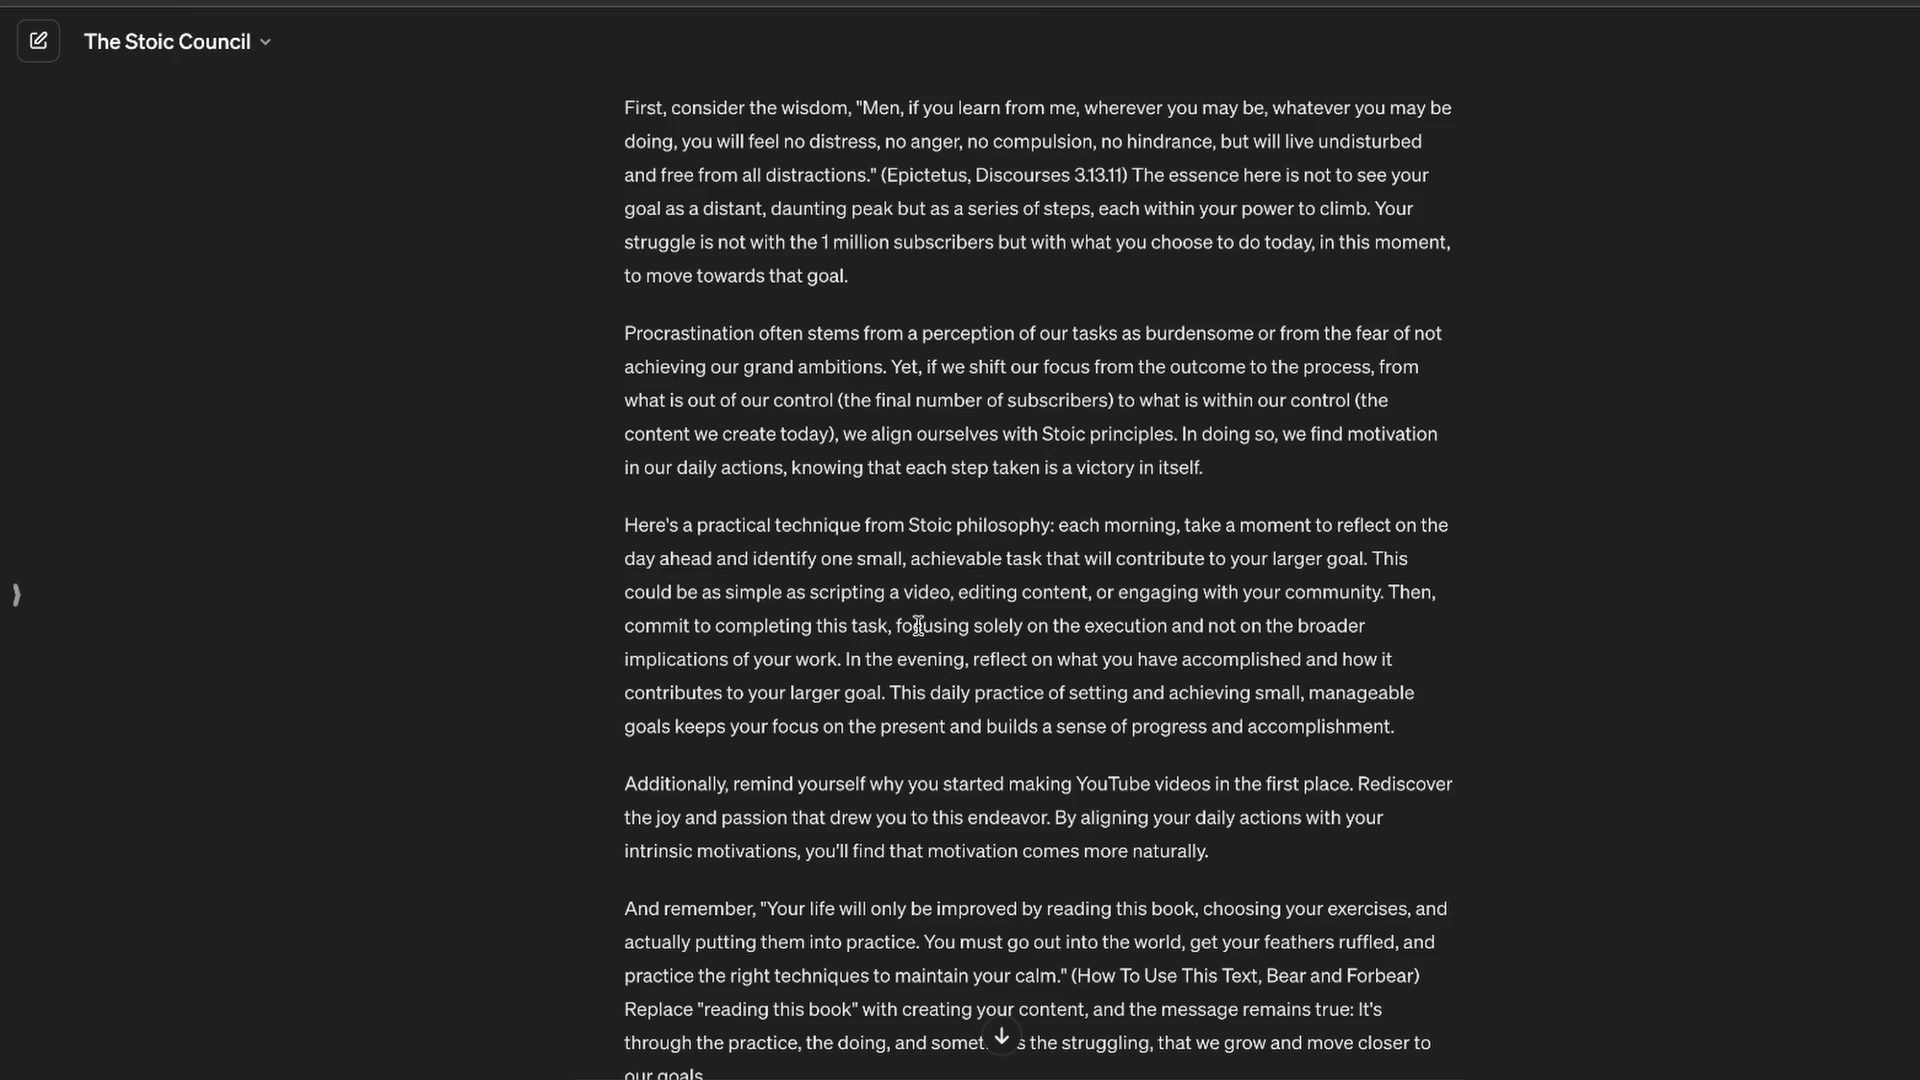 The Stoic Council
First, consider the wisdom, "Men, if you learn from me, wherever you may be, whatever you may be
doing, you will feel no distress, no anger, no compulsion, no hindrance, but will live undisturbed
and free from all distractions." (Epictetus, Discourses 3.13.11) The essence here is not to see your
goal as a distant, daunting peak but as a series of steps, each within your power to climb. Your
struggle is not with the 1 million subscribers but with what you choose to do today, in this moment,
to move towards that goal.
Procrastination often stems from a perception of our tasks as burdensome or from the fear of not
achieving our grand ambitions. Yet, if we shift our focus from the outcome to the process, from
what is out of our control (the final number of subscribers) to what is within our control (the
content we create today), we align ourselves with Stoic principles. In doing so, we find motivation
in our daily actions, knowing that each step taken is a victory in itself.
Here's a practical technique from Stoic philosophy: each morning, take a moment to reflect on the
day ahead and identify one small, achievable task that will contribute to your larger goal. This
could be as simple as scripting a video, editing content, or engaging with your community. Then,
commit to completing this task, focusing solely on the execution and not on the broader
implications of your work. In the evening, reflect on what you have accomplished and how it
contributes to your larger goal. This daily practice of setting and achieving small, manageable
goals keeps your focus on the present and builds a sense of progress and accomplishment.
Additionally, remind yourself why you started making YouTube videos in the first place. Rediscover
the joy and passion that drew you to this endeavor. By aligning your daily actions with your
intrinsic motivations, you'll find that motivation comes more naturally.
And remember, "Your life will only be improved by reading this book, choosing your exercises, and
actually putting them into practice. You must go out into the world, get your feathers ruffled, and
practice the right techniques to maintain your calm." (How To Use This Text, Bear and Forbear)
Replace "reading this book" with creating your content, and the message remains true: It's
through the practice, the doing, and the struggling, that we grow and move closer to
our goals.